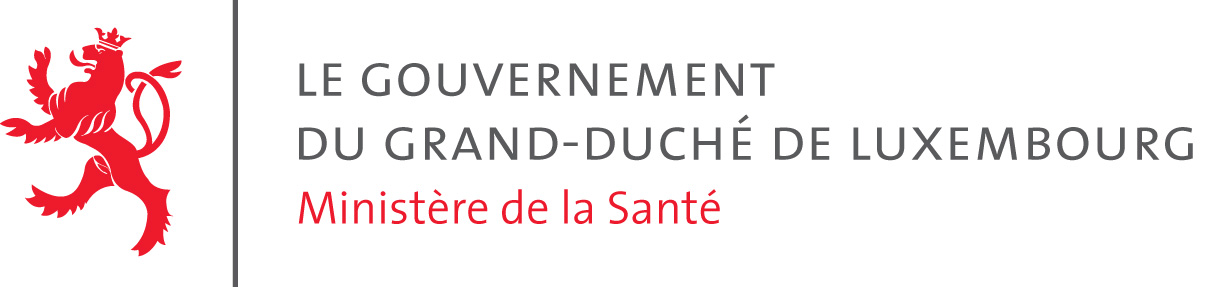 LE GOUVERNEMENT
DU GRAND-DUCHÉ DE LUXEMBOURG
Ministère de la Santé